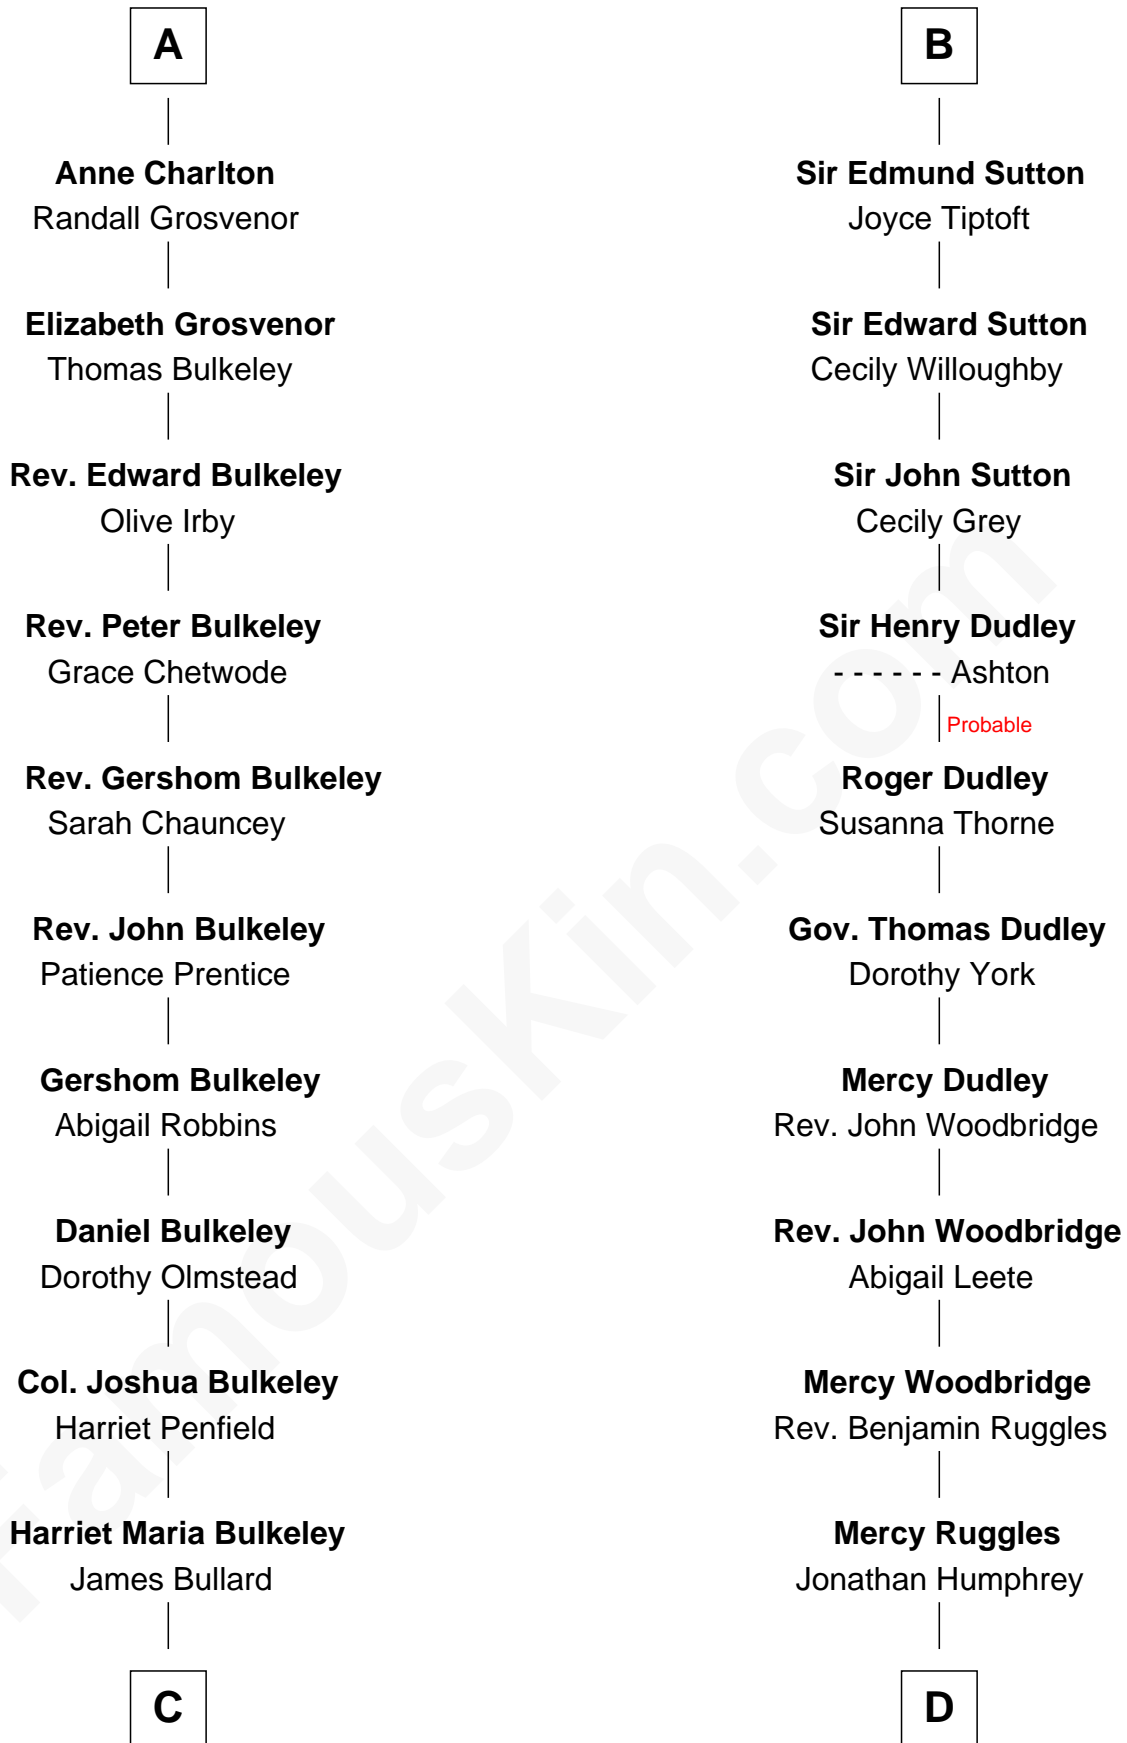 A
Anne Charlton
Randall Grosvenor
Elizabeth Grosvenor
Thomas Bulkeley
Rev. Edward Bulkeley
Olive Irby
Rev. Peter Bulkeley
Grace Chetwode
Rev. Gershom Bulkeley
Sarah Chauncey
Rev. John Bulkeley
Patience Prentice
Gershom Bulkeley
Abigail Robbins
Daniel Bulkeley
Dorothy Olmstead
Col. Joshua Bulkeley
Harriet Penfield
Harriet Maria Bulkeley
James Bullard
C
B
Sir Edmund Sutton
Joyce Tiptoft
Sir Edward Sutton
Cecily Willoughby
Sir John Sutton
Cecily Grey
Sir Henry Dudley
- - - - - - Ashton
Probable
Roger Dudley
Susanna Thorne
Gov. Thomas Dudley
Dorothy York
Mercy Dudley
Rev. John Woodbridge
Rev. John Woodbridge
Abigail Leete
Mercy Woodbridge
Rev. Benjamin Ruggles
Mercy Ruggles
Jonathan Humphrey
D
FamousKin.com